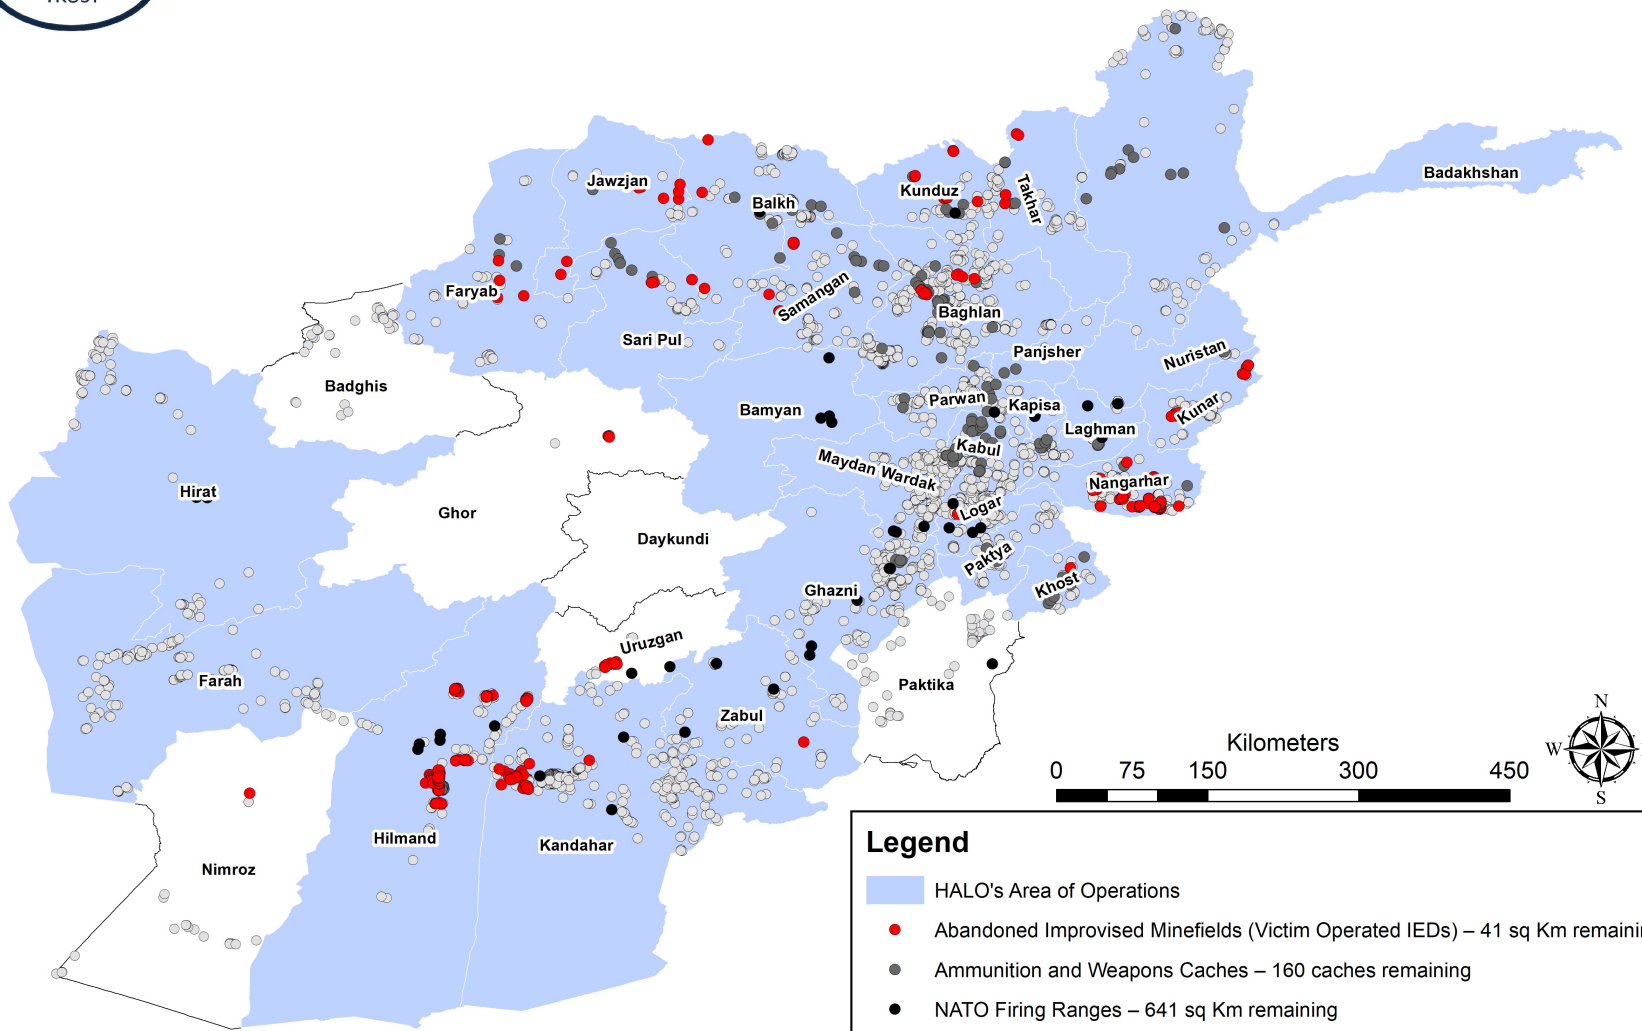 TRUST
Badakhshan
Jawzjan
Kunduz
Takhar
Balkh
Faryab
Samangan
Baghlan
Sari Pul
Panjsher
Nuristan
Badghis
Bamyan
Parwan
Kapisa
Kunar
Laghman
Kabul
Maydan Wardak
Nangarhar
Hirat
Logar
Ghor
Daykundi
Paktya
Khost
Ghazni
Uruzgan
Farah
Paktika
Zabul
Hilmand
Kandahar
Nimroz
N
W
S
Kilometers
0 75 150 300 450
Legend
HALO's Area of Operations
Abandoned Improvised Minefields (Victim Operated IEDs) – 41 sq Km remainin
Ammunition and Weapons Caches – 160 caches remaining
NATO Firing Ranges – 641 sq Km remaining